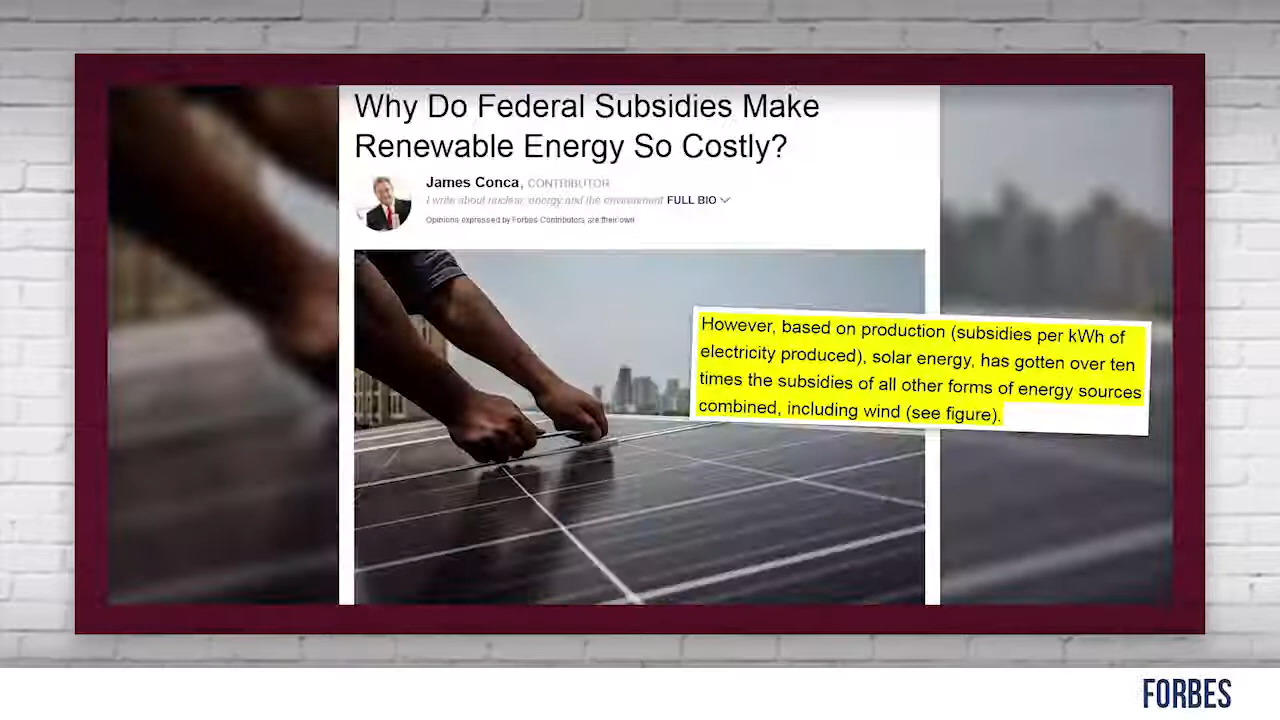 Why Do Federal Subsidies Make
Renewable Energy So Costly?
James Conca, CONTRIBUTOR
I write about nuclear, energy and the environment FULL BIO
Opinions expressed by Forbes Contributors are their own
However, based on production (subsidies per kWh of
electricity produced), solar energy, has gotten over ten
times the subsidies of all other forms of energy sources
combined, including wind (see figure).
FORBES